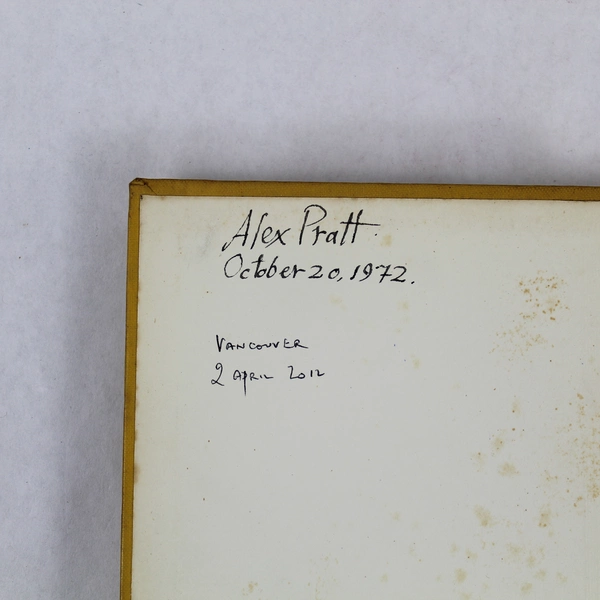 Alex Pratt.
October 20, 1972.
VANCOUVER
2 APRIL 2012